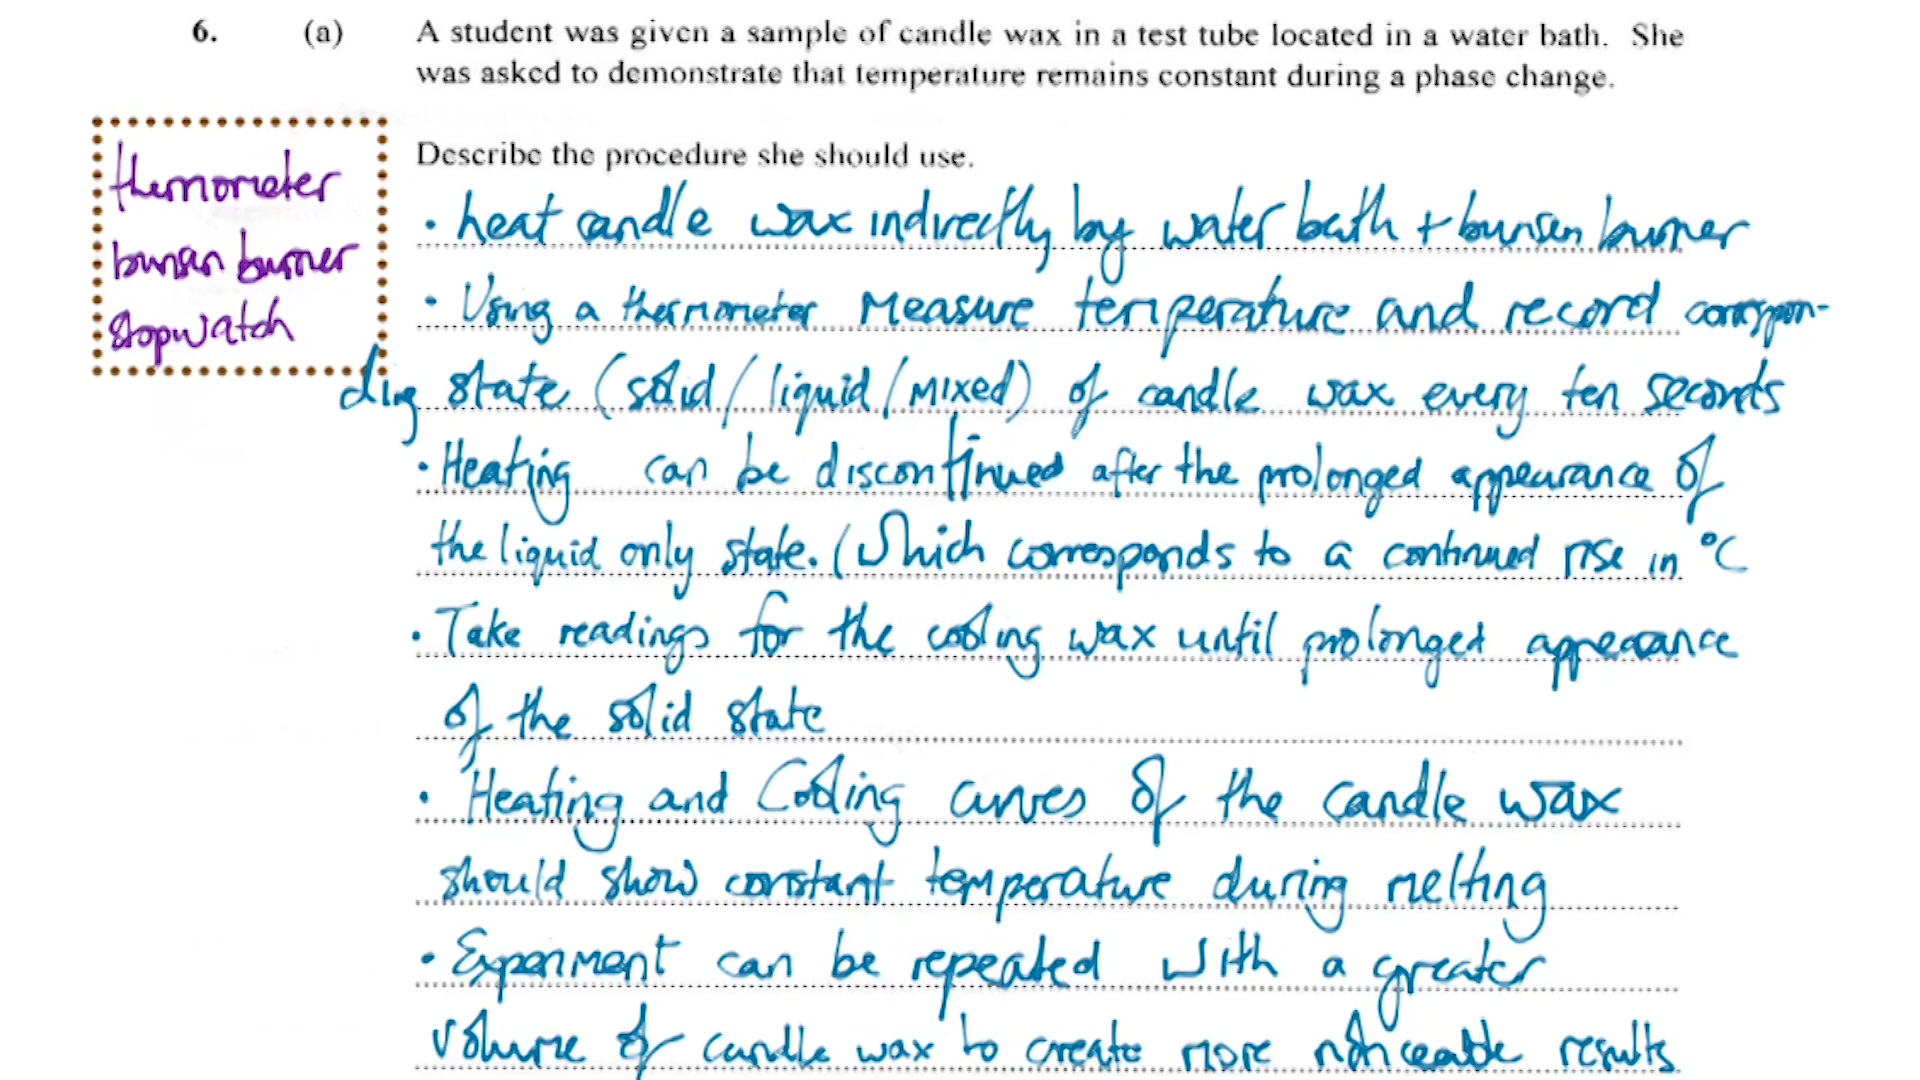 6. (a) A student was given a sample of candle wax in a test tube located in a water bath. She
was asked to demonstrate that temperature remains constant during a phase change.
Describe the procedure she should use.
thermometer
bunsen burner
stopwatch
• heat candle wax indirectly by water bath + bunsen burner
• Using a thermometer measure temperature and record correspon-
ding state (solid/liquid/mixed) of candle wax every ten seconds
• Heating can be discontinued after the prolonged appearance of
the liquid only state. (Which corresponds to a continued rise in °C
• Take readings for the cooling wax until prolonged appearance
of the solid state
• Heating and Cooling curves of the candle wax
should show constant temperature during melting
• Experiment can be repeated with a greater
volume of candle wax to create more noticeable results